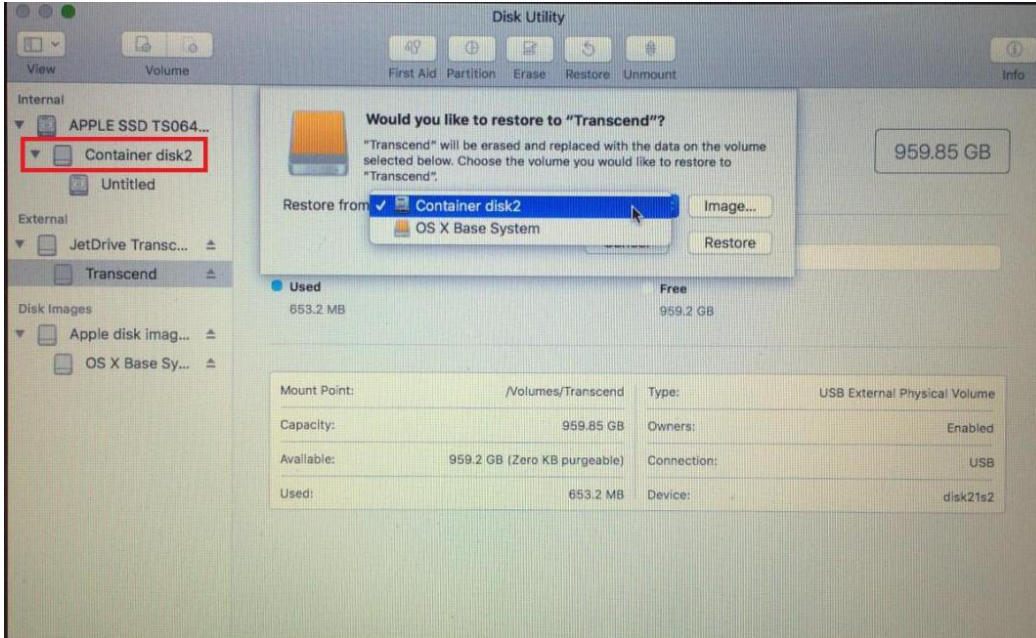 Disk Utility
View
Volume
First Aid
Partition
Erase
Restore
Unmount
Info
Internal
APPLE SSD TS064...
Container disk2
Untitled
External
JetDrive Transc...
Transcend
Disk Images
Apple disk imag...
OS X Base Sy...
Would you like to restore to “Transcend”?
"Transcend" will be erased and replaced with the data on the volume
selected below. Choose the volume you would like to restore to
"Transcend".
Restore from
Container disk2
OS X Base System
Image...
Restore
959.85 GB
Used
653.2 MB
Free
959.2 GB
Mount Point: /Volumes/Transcend
Capacity: 959.85 GB
Available: 959.2 GB (Zero KB purgeable)
Used: 653.2 MB
Type: USB External Physical Volume
Owners: Enabled
Connection: USB
Device: disk21s2